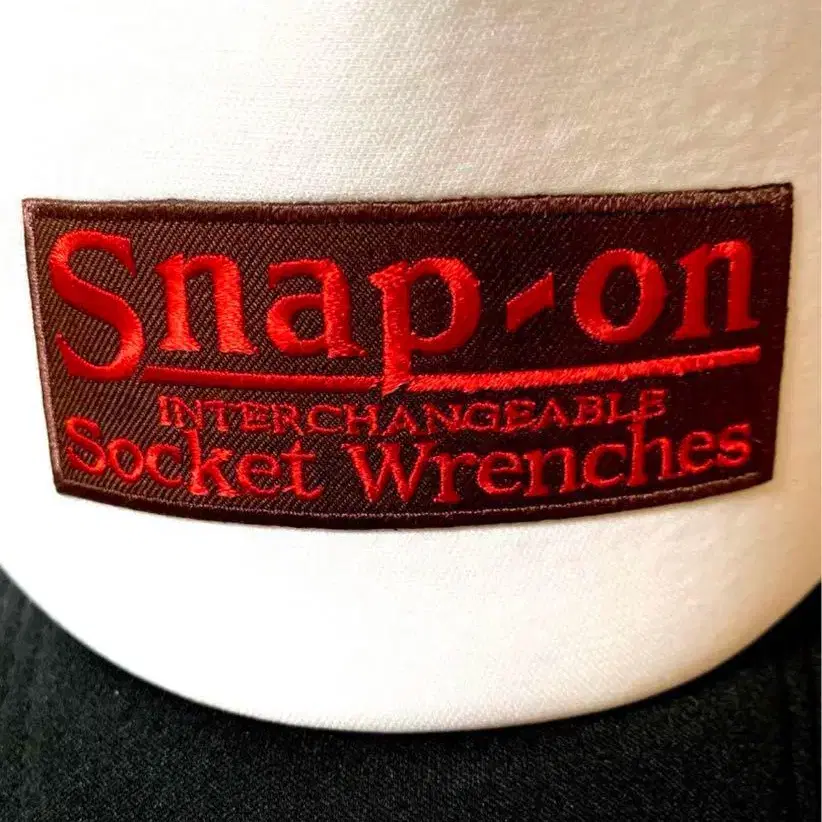 Snap-on
INTERCHANGEABLE
Socket Wrenches